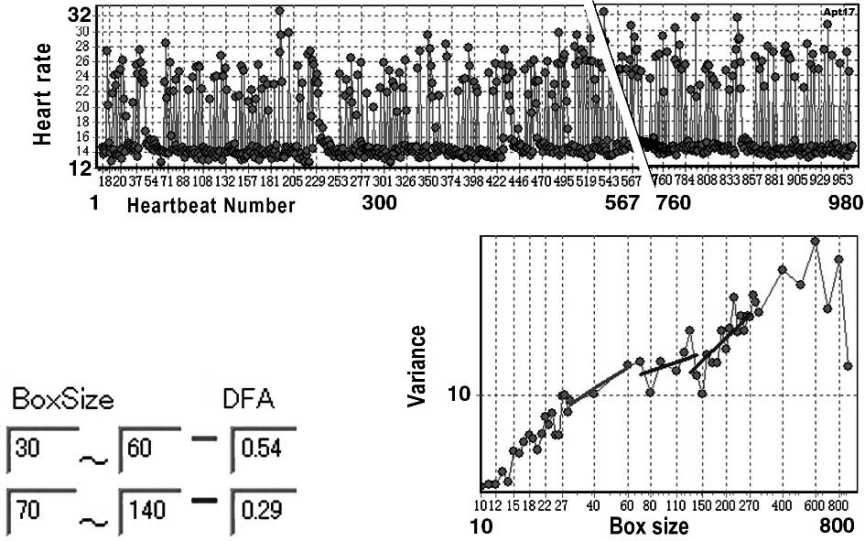 Apt17
Heart rate
32
30
28
26
24
22
20
18
16
14
12
1820 37 54 71 88 108 132 157 181 205 229 253 277 301 326 350 374 398 422 446 470 495 519 543 567 760 784 808 833 857 881 905 929 953
1 Heartbeat Number 300 567 760 980
Variance
10
1012 15 18 22 27 40 60 80 110 150 200 270 400 600 800
10 Box size 800
BoxSize DFA
30 ~ 60 - 0.54
70 ~ 140 - 0.29